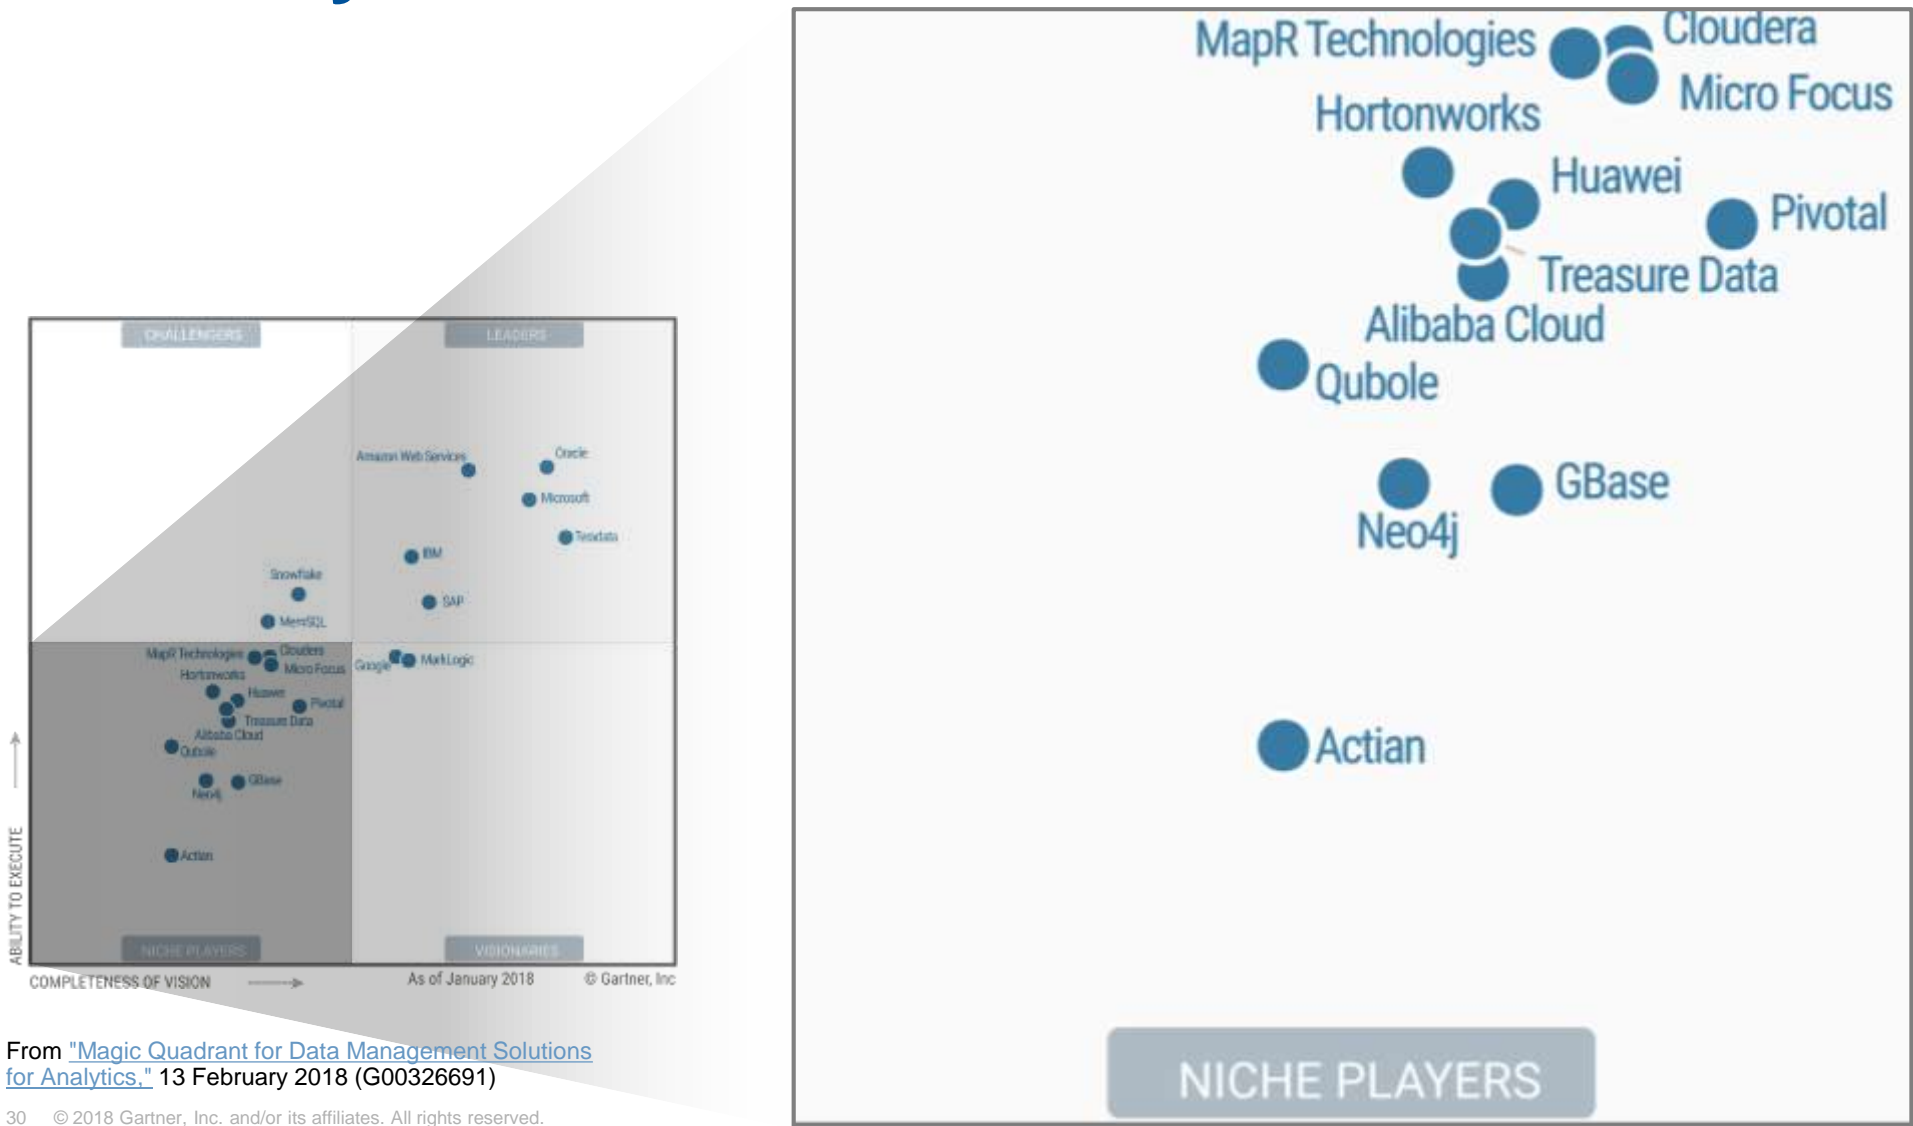 CHALLENGERS
LEADERS
Amazon Web Services
Oracle
Microsoft
Teradata
IBM
SAP
Snowflake
MemSQL
MapR Technologies
Cloudera
Micro Focus
Hortonworks
Huawei
Pivotal
Treasure Data
Alibaba Cloud
Qubole
Neo4j
GBase
Actian
Google
MarkLogic
NICHE PLAYERS
VISIONARIES
ABILITY TO EXECUTE
COMPLETENESS OF VISION
As of January 2018
© Gartner, Inc
MapR Technologies
Cloudera
Micro Focus
Hortonworks
Huawei
Pivotal
Treasure Data
Alibaba Cloud
Qubole
Neo4j
GBase
Actian
NICHE PLAYERS
From "Magic Quadrant for Data Management Solutions
for Analytics," 13 February 2018 (G00326691)
30 © 2018 Gartner, Inc. and/or its affiliates. All rights reserved.